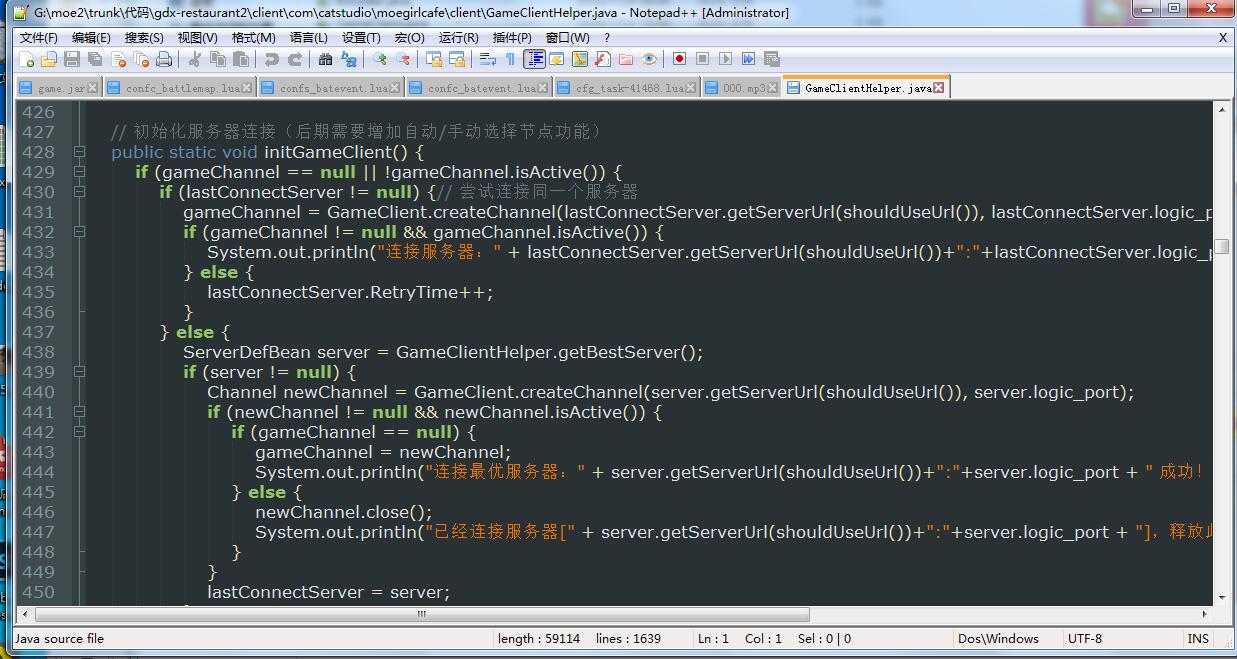 G:\moe2\trunk\代码\gdx-restaurant2\client\com\catstudio\moegirlcafe\client\GameClientHelper.java - Notepad++ [Administrator]
文件(F) 编辑(E) 搜索(S) 视图(V) 格式(M) 语言(L) 设置(T) 宏(O) 运行(R) 插件(P) 窗口(W) ? X
game.jar confc_battlemap.lua confs_batevent.lua confc_batevent.lua cfg_task-41468.lua 000.mp3 GameClientHelper.java
426
427 // 初始化服务器连接（后期需要增加自动/手动选择节点功能）
428 public static void initGameClient() {
429 if (gameChannel == null || !gameChannel.isActive()) {
430 if (lastConnectServer != null) {// 尝试连接同一个服务器
431 gameChannel = GameClient.createChannel(lastConnectServer.getServerUrl(shouldUseUrl()), lastConnectServer.logic_p
432 if (gameChannel != null && gameChannel.isActive()) {
433 System.out.println("连接服务器：" + lastConnectServer.getServerUrl(shouldUseUrl())+":"+lastConnectServer.logic_p
434 } else {
435 lastConnectServer.RetryTime++;
436 }
437 } else {
438 ServerDefBean server = GameClientHelper.getBestServer();
439 if (server != null) {
440 Channel newChannel = GameClient.createChannel(server.getServerUrl(shouldUseUrl()), server.logic_port);
441 if (newChannel != null && newChannel.isActive()) {
442 if (gameChannel == null) {
443 gameChannel = newChannel;
444 System.out.println("连接最优服务器：" + server.getServerUrl(shouldUseUrl())+":"+server.logic_port + " 成功！
445 } else {
446 newChannel.close();
447 System.out.println("已经连接服务器[" + server.getServerUrl(shouldUseUrl())+":"+server.logic_port + "]，释放此
448 }
449 }
450 lastConnectServer = server;
Java source file length : 59114 lines : 1639 Ln : 1 Col : 1 Sel : 0 | 0 Dos\Windows UTF-8 INS